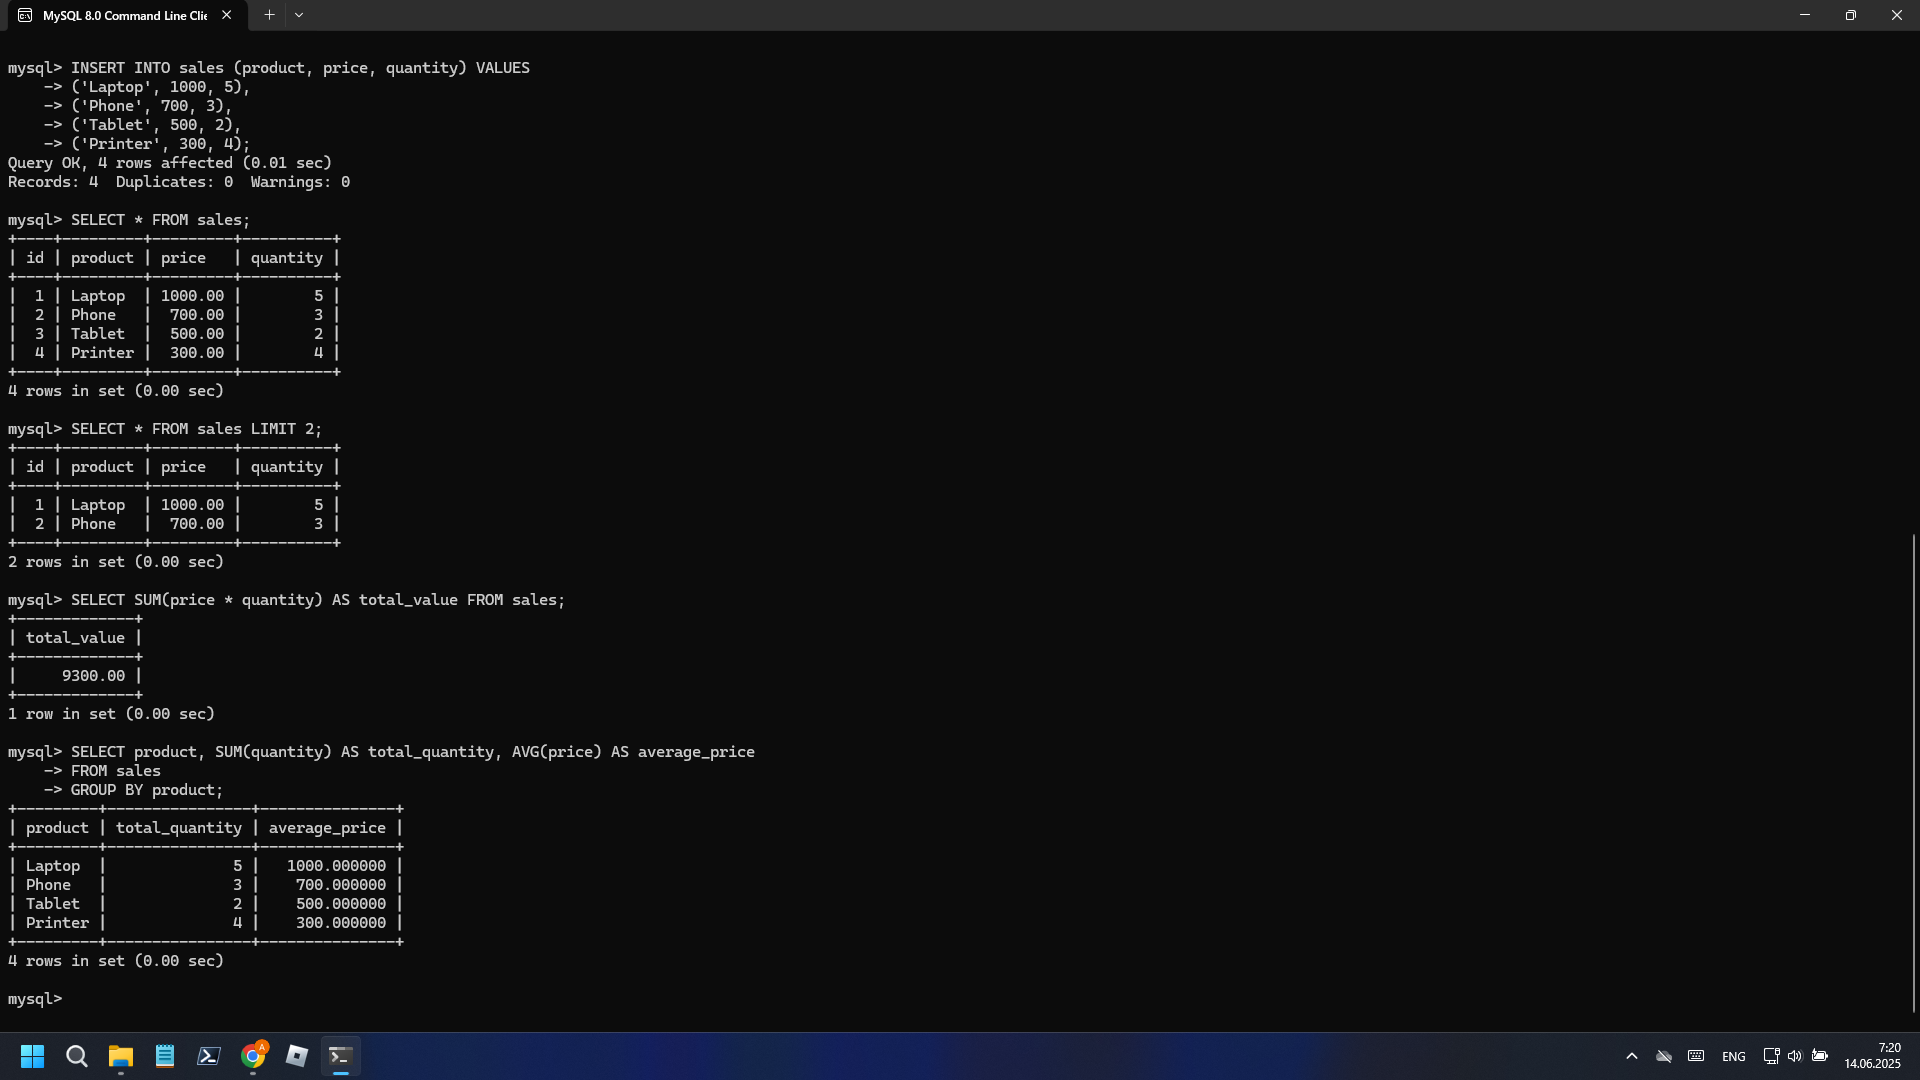 MySQL 8.0 Command Line Clie
mysql> INSERT INTO sales (product, price, quantity) VALUES
    -> ('Laptop', 1000, 5),
    -> ('Phone', 700, 3),
    -> ('Tablet', 500, 2),
    -> ('Printer', 300, 4);
Query OK, 4 rows affected (0.01 sec)
Records: 4  Duplicates: 0  Warnings: 0
mysql> SELECT * FROM sales;
+----+---------+---------+----------+
| id | product | price   | quantity |
+----+---------+---------+----------+
|  1 | Laptop  | 1000.00 |        5 |
|  2 | Phone   |  700.00 |        3 |
|  3 | Tablet  |  500.00 |        2 |
|  4 | Printer |  300.00 |        4 |
+----+---------+---------+----------+
4 rows in set (0.00 sec)
mysql> SELECT * FROM sales LIMIT 2;
+----+---------+---------+----------+
| id | product | price   | quantity |
+----+---------+---------+----------+
|  1 | Laptop  | 1000.00 |        5 |
|  2 | Phone   |  700.00 |        3 |
+----+---------+---------+----------+
2 rows in set (0.00 sec)
mysql> SELECT SUM(price * quantity) AS total_value FROM sales;
+-------------+
| total_value |
+-------------+
|     9300.00 |
+-------------+
1 row in set (0.00 sec)
mysql> SELECT product, SUM(quantity) AS total_quantity, AVG(price) AS average_price
    -> FROM sales
    -> GROUP BY product;
+---------+----------------+---------------+
| product | total_quantity | average_price |
+---------+----------------+---------------+
| Laptop  |              5 |   1000.000000 |
| Phone   |              3 |    700.000000 |
| Tablet  |              2 |    500.000000 |
| Printer |              4 |    300.000000 |
+---------+----------------+---------------+
4 rows in set (0.00 sec)
mysql>
A
ENG
7:20
14.06.2025